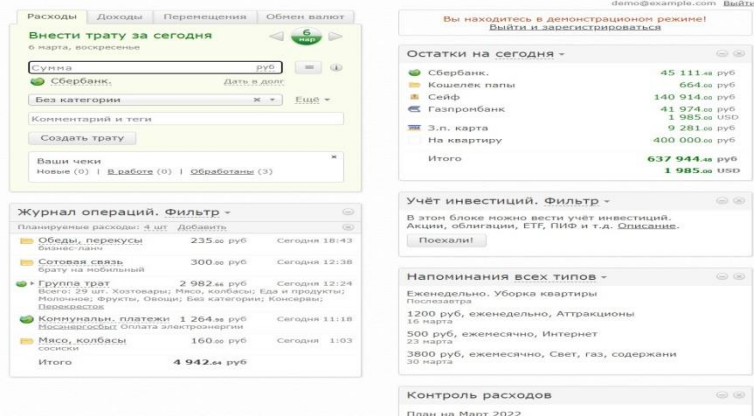 demo@example.com Выйти
Расходы Доходы Перемещения Обмен валют
Внести трату за сегодня
6 марта, воскресенье
6
мар
Сумма руб =
Сбербанк. Дать в долг
Без категории Ещё
Комментарий и теги
Создать трату
Ваши чеки
Новые (0) | В работе (0) | Обработаны (3)
Журнал операций. Фильтр
Планируемые расходы: 4 шт Добавить
Обеды, перекусы 235.00 руб Сегодня 18:43
бизнес-ланч
Сотовая связь 300.00 руб Сегодня 12:38
брату на мобильный
Группа трат 2 982.66 руб Сегодня 12:24
Всего: 29 шт. Хозтовары; Мясо, колбасы; Еда и продукты;
Молочное; Фрукты, Овощи; Без категории; Консервы;
Перекресток
Коммунальн. платежи 1 264.98 руб Сегодня 11:18
Мосэнергосбыт Оплата электроэнергии
Мясо, колбасы 160.00 руб Сегодня 1:03
сосиски
Итого 4 942.64 руб
Вы находитесь в демонстрационом режиме!
Выйти и зарегистрироваться
Остатки на сегодня
Сбербанк. 45 111.48 руб
Кошелек папы 664.00 руб
Сейф 140 914.00 руб
Газпромбанк 41 974.00 руб
1 985.00 USD
З.п. карта 9 281.00 руб
На квартиру 400 000.00 руб
Итого 637 944.48 руб
1 985.00 USD
Учёт инвестиций. Фильтр
В этом блоке можно вести учёт инвестиций.
Акции, облигации, ETF, ПИФ и т.д. Описание.
Поехали!
Напоминания всех типов
Еженедельно. Уборка квартиры
Послезавтра
1200 руб, еженедельно, Аттракционы
16 марта
500 руб, ежемесячно, Интернет
23 марта
3800 руб, ежемесячно, Свет, газ, содержани
30 марта
Контроль расходов
План на Март 2022